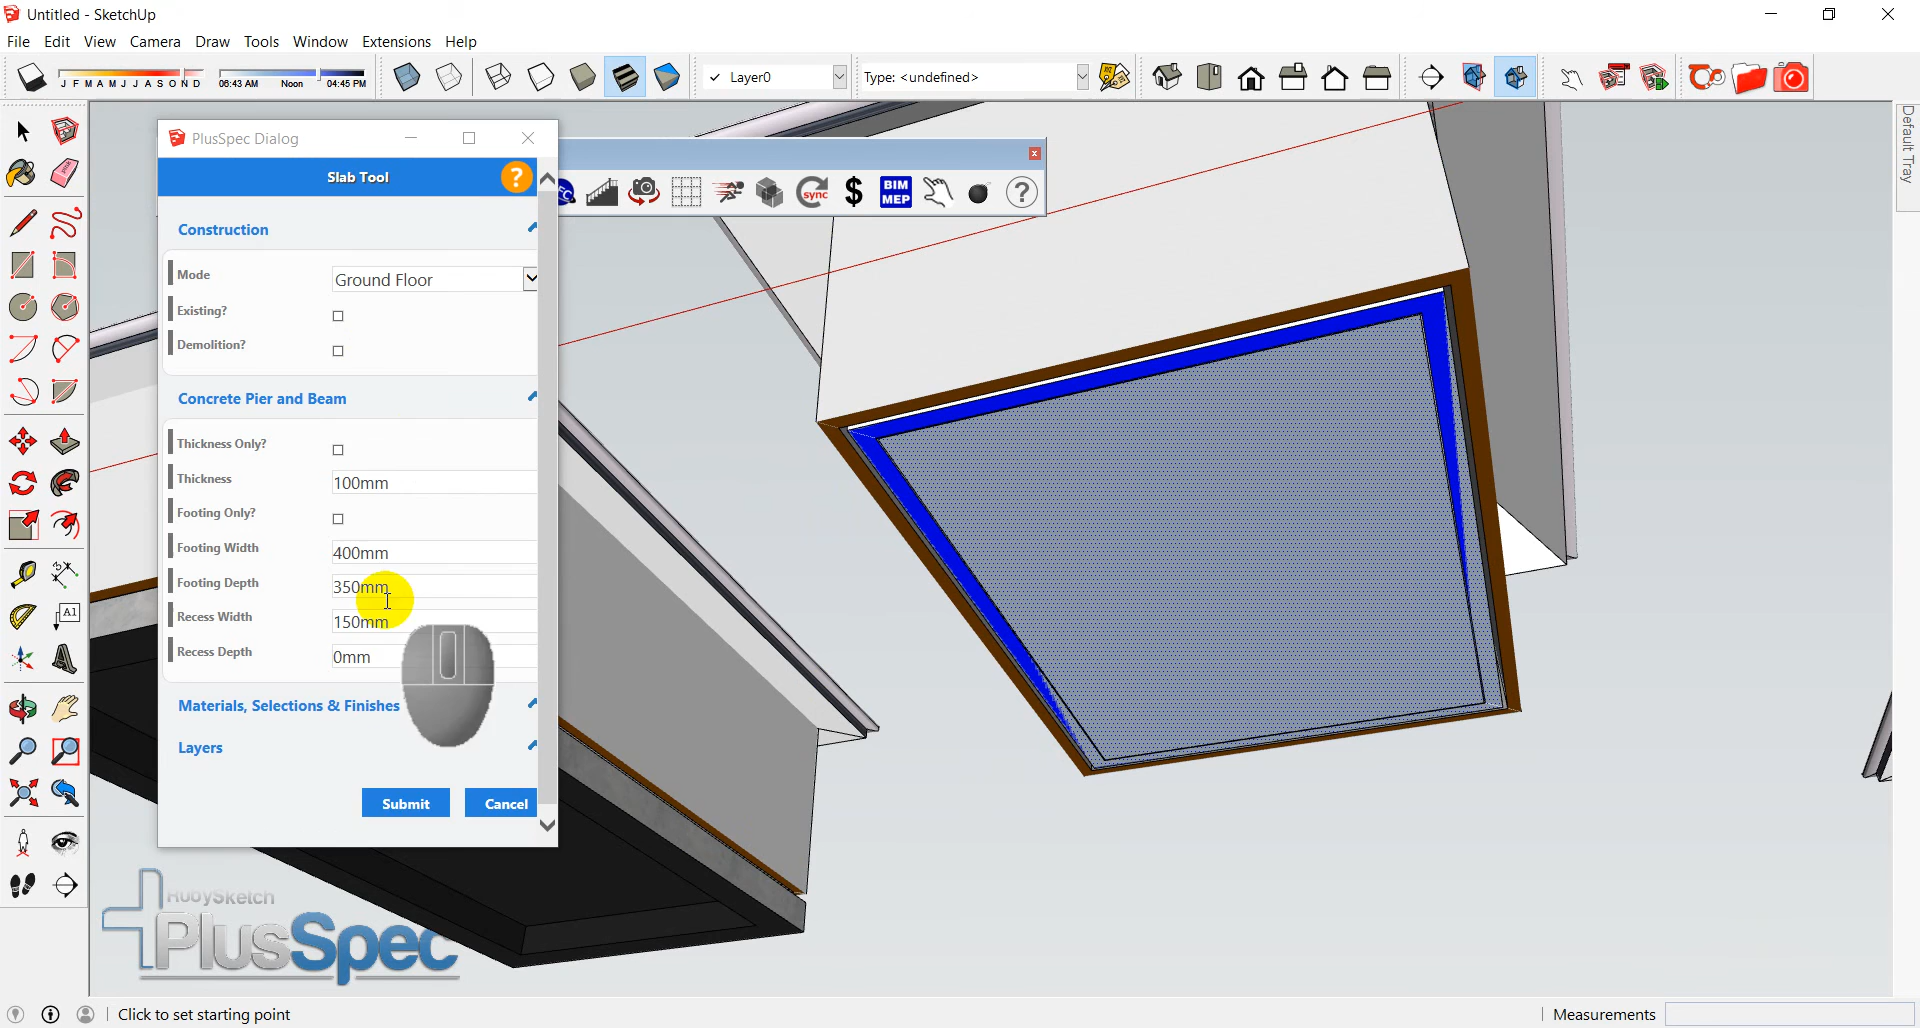 Untitled - SketchUp
File Edit View Camera Draw Tools Window Extensions Help
J F M A M J J A S O N D
06:43 AM Noon 04:45 PM
✓ Layer0
Type: <undefined>
Default Tray
PlusSpec Dialog
Slab Tool
?
sync
$
BIM
MEP
?
Construction
Mode
Ground Floor
Existing?
Demolition?
Concrete Pier and Beam
Thickness Only?
Thickness
100mm
Footing Only?
Footing Width
400mm
Footing Depth
350mm
Recess Width
150mm
Recess Depth
0mm
Materials, Selections & Finishes
Layers
Submit
Cancel
A1
RubySketch
PlusSpec
Click to set starting point
Measurements